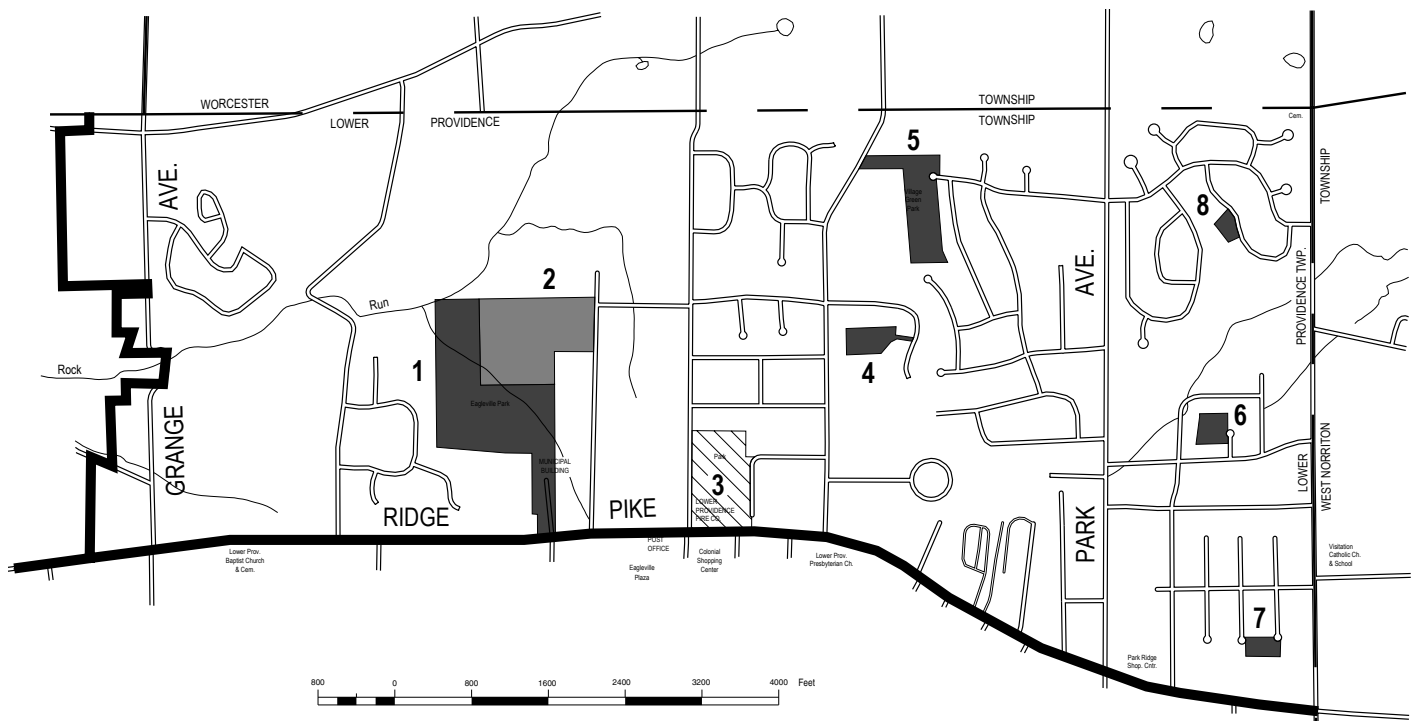 WORCESTER
TOWNSHIP
LOWER
PROVIDENCE
TOWNSHIP
Cem.
5
AVE.
Village
Green
Park
8
TOWNSHIP
AVE.
PROVIDENCE TWP.
2
Run
Rock
1
4
Eagleville Park
GRANGE
6
LOWER
WEST NORRITON
Park
3
MUNICIPAL
BUILDING
LOWER
PROVIDENCE
FIRE CO.
RIDGE
PIKE
PARK
POST
OFFICE
Lower Prov.
Baptist Church
& Cem.
Colonial
Shopping
Center
Lower Prov.
Presbyterian Ch.
Visitation
Catholic Ch.
& School
Eagleville
Plaza
7
Park Ridge
Shop. Cntr.
800 0 800 1600 2400 3200 4000 Feet